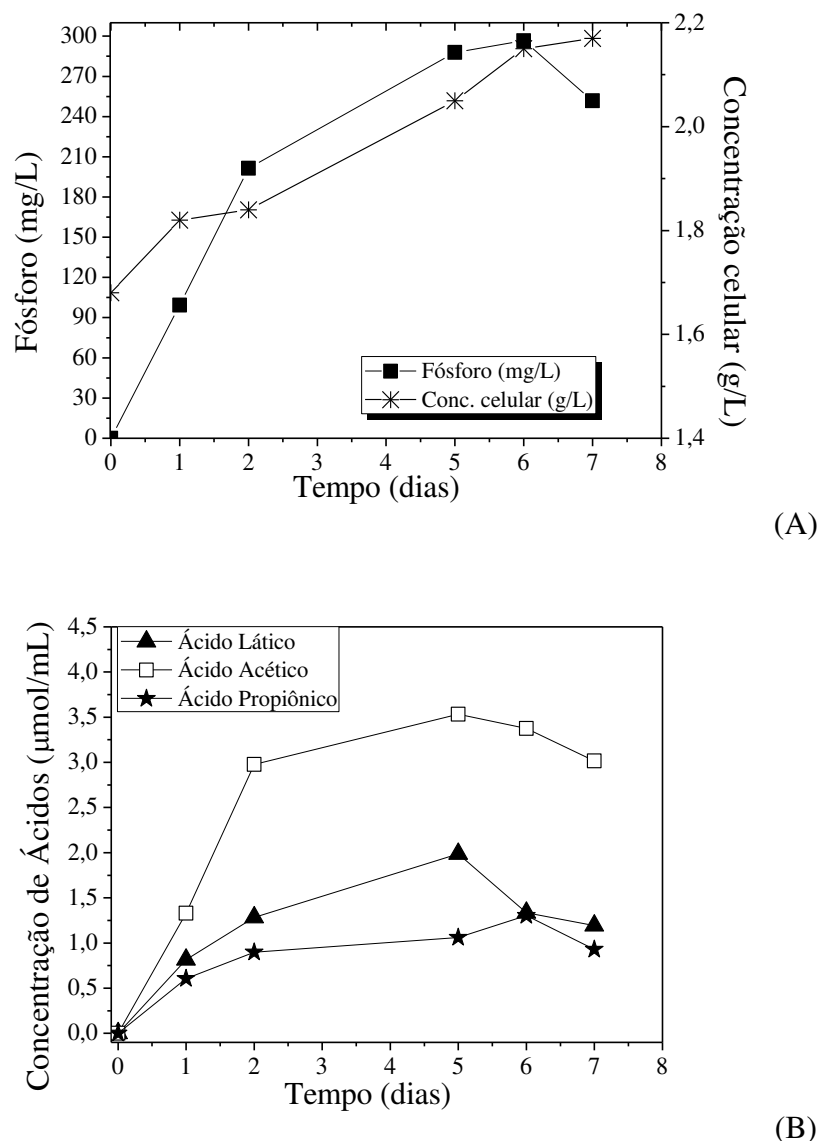 300
270
240
210
180
150
120
90
60
30
0
Fósforo (mg/L)
2,2
2,0
1,8
1,6
1,4
Concentração celular (g/L)
Fósforo (mg/L)
Conc. celular (g/L)
0 1 2 3 4 5 6 7 8
Tempo (dias)
(A)
4,5
4,0
3,5
3,0
2,5
2,0
1,5
1,0
0,5
0,0
Concentração de Ácidos (μmol/mL)
Ácido Lático
Ácido Acético
Ácido Propiônico
0 1 2 3 4 5 6 7 8
Tempo (dias)
(B)